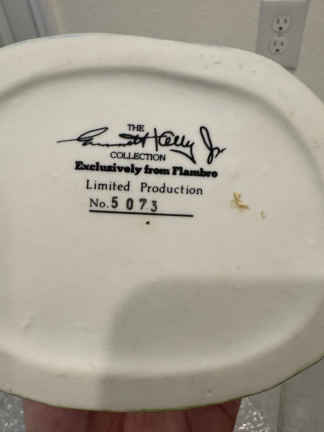 THE
Emmett Kelly Jr
COLLECTION
Exclusively from Flambro
Limited Production
No. 5073